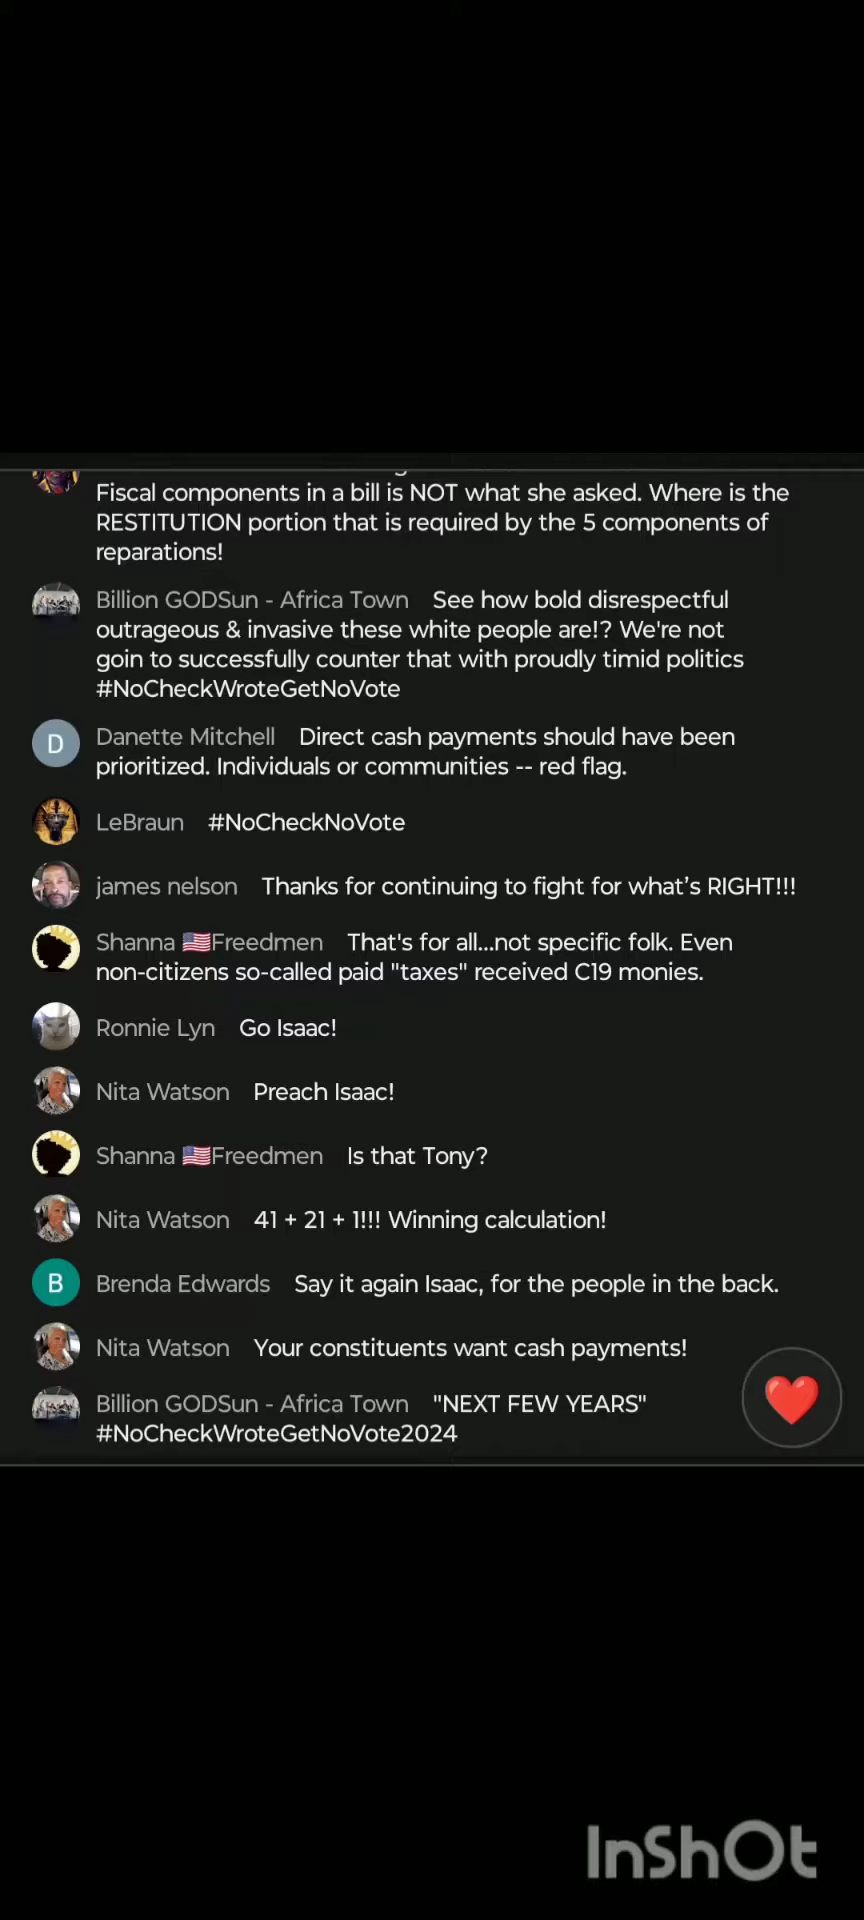 Fiscal components in a bill is NOT what she asked. Where is the
RESTITUTION portion that is required by the 5 components of
reparations!
Billion GODSun - Africa Town See how bold disrespectful
outrageous & invasive these white people are!? We're not
goin to successfully counter that with proudly timid politics
#NoCheckWroteGetNoVote
Danette Mitchell Direct cash payments should have been
D
prioritized. Individuals or communities -- red flag.
LeBraun #NoCheckNoVote
james nelson Thanks for continuing to fight for what’s RIGHT!!!
Shanna 🇺🇸Freedmen That's for all...not specific folk. Even
non-citizens so-called paid "taxes" received C19 monies.
Ronnie Lyn Go Isaac!
Nita Watson Preach Isaac!
Shanna 🇺🇸Freedmen Is that Tony?
Nita Watson 41 + 21 + 1!!! Winning calculation!
B Brenda Edwards Say it again Isaac, for the people in the back.
Nita Watson Your constituents want cash payments!
Billion GODSun - Africa Town "NEXT FEW YEARS"
#NoCheckWroteGetNoVote2024
InShOt